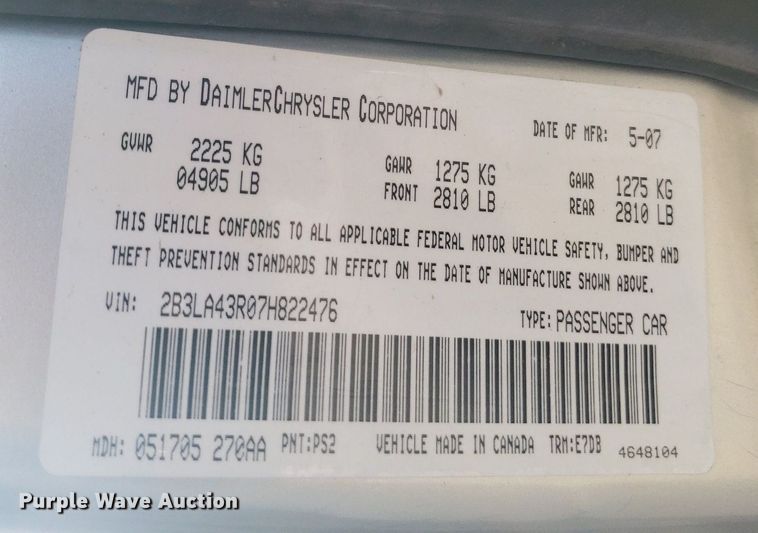 MFD BY DAIMLERCHRYSLER CORPORATION
DATE OF MFR: 5-07
GVWR 2225 KG
04905 LB
GAWR 1275 KG
FRONT 2810 LB
GAWR 1275 KG
REAR 2810 LB
THIS VEHICLE CONFORMS TO ALL APPLICABLE FEDERAL MOTOR VEHICLE SAFETY, BUMPER AND
THEFT PREVENTION STANDARDS IN EFFECT ON THE DATE OF MANUFACTURE SHOWN ABOVE.
VIN: 2B3LA43R07H822476
TYPE: PASSENGER CAR
MDH: 051705 270AA PNT:PS2 VEHICLE MADE IN CANADA TRM:E7DB 4648104
Purple Wave Auction